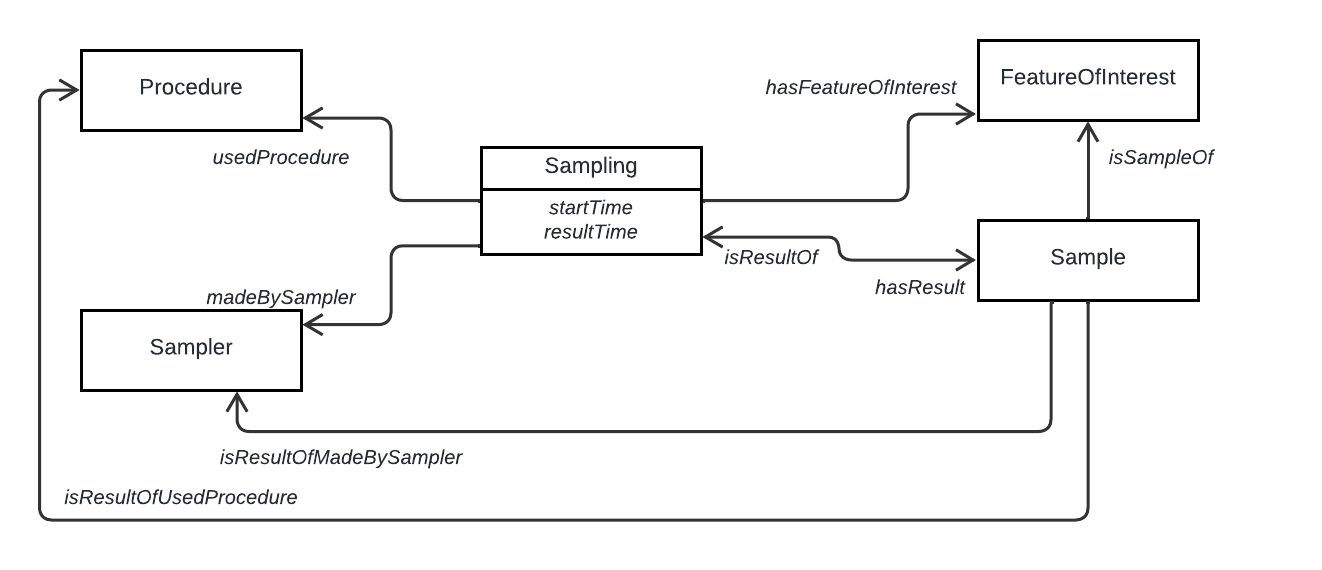 Procedure
FeatureOfInterest
hasFeatureOfInterest
usedProcedure
isSampleOf
Sampling
startTime
resultTime
isResultOf
Sample
hasResult
madeBySampler
Sampler
isResultOfMadeBySampler
isResultOfUsedProcedure